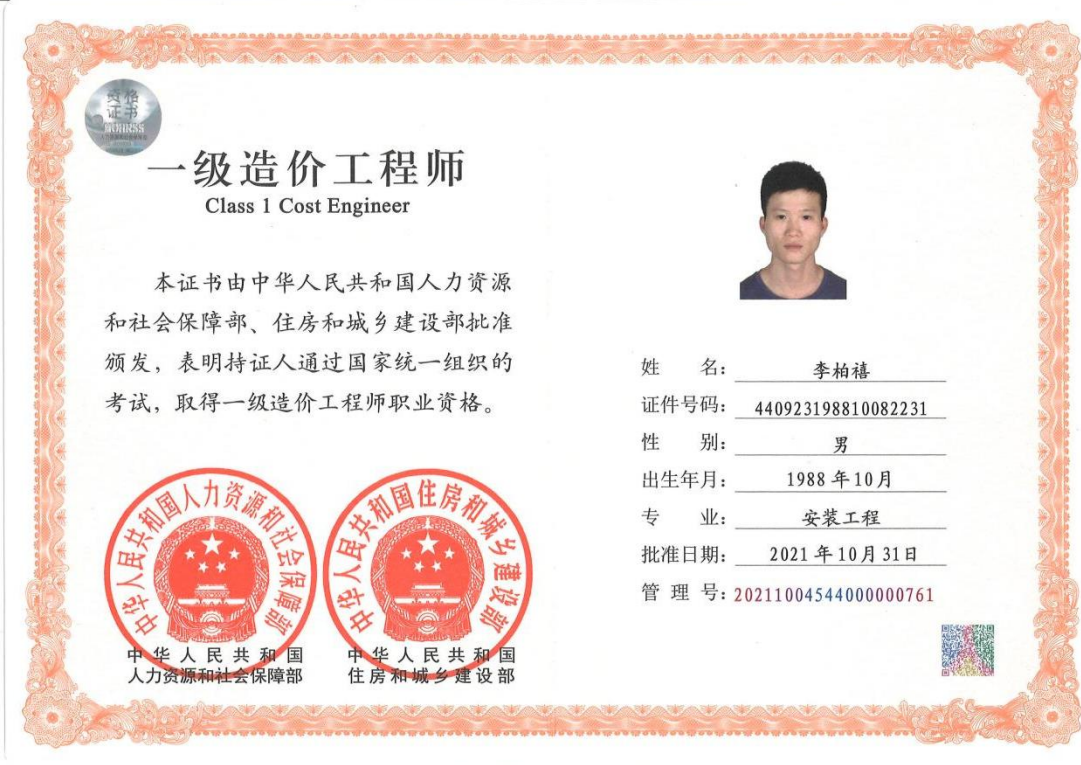 资格
证书
MOHRSS
一级造价工程师
Class 1 Cost Engineer
本证书由中华人民共和国人力资源
和社会保障部、住房和城乡建设部批准
颁发，表明持证人通过国家统一组织的
考试，取得一级造价工程师职业资格。
中华人民共和国人力资源和社会保障部
中华人民共和国住房和城乡建设部
中华人民共和国
人力资源和社会保障部
中华人民共和国
住房和城乡建设部
姓 名：李柏禧
证件号码：440923198810082231
性 别：男
出生年月：1988年10月
专 业：安装工程
批准日期：2021年10月31日
管 理 号：20211004544000000761